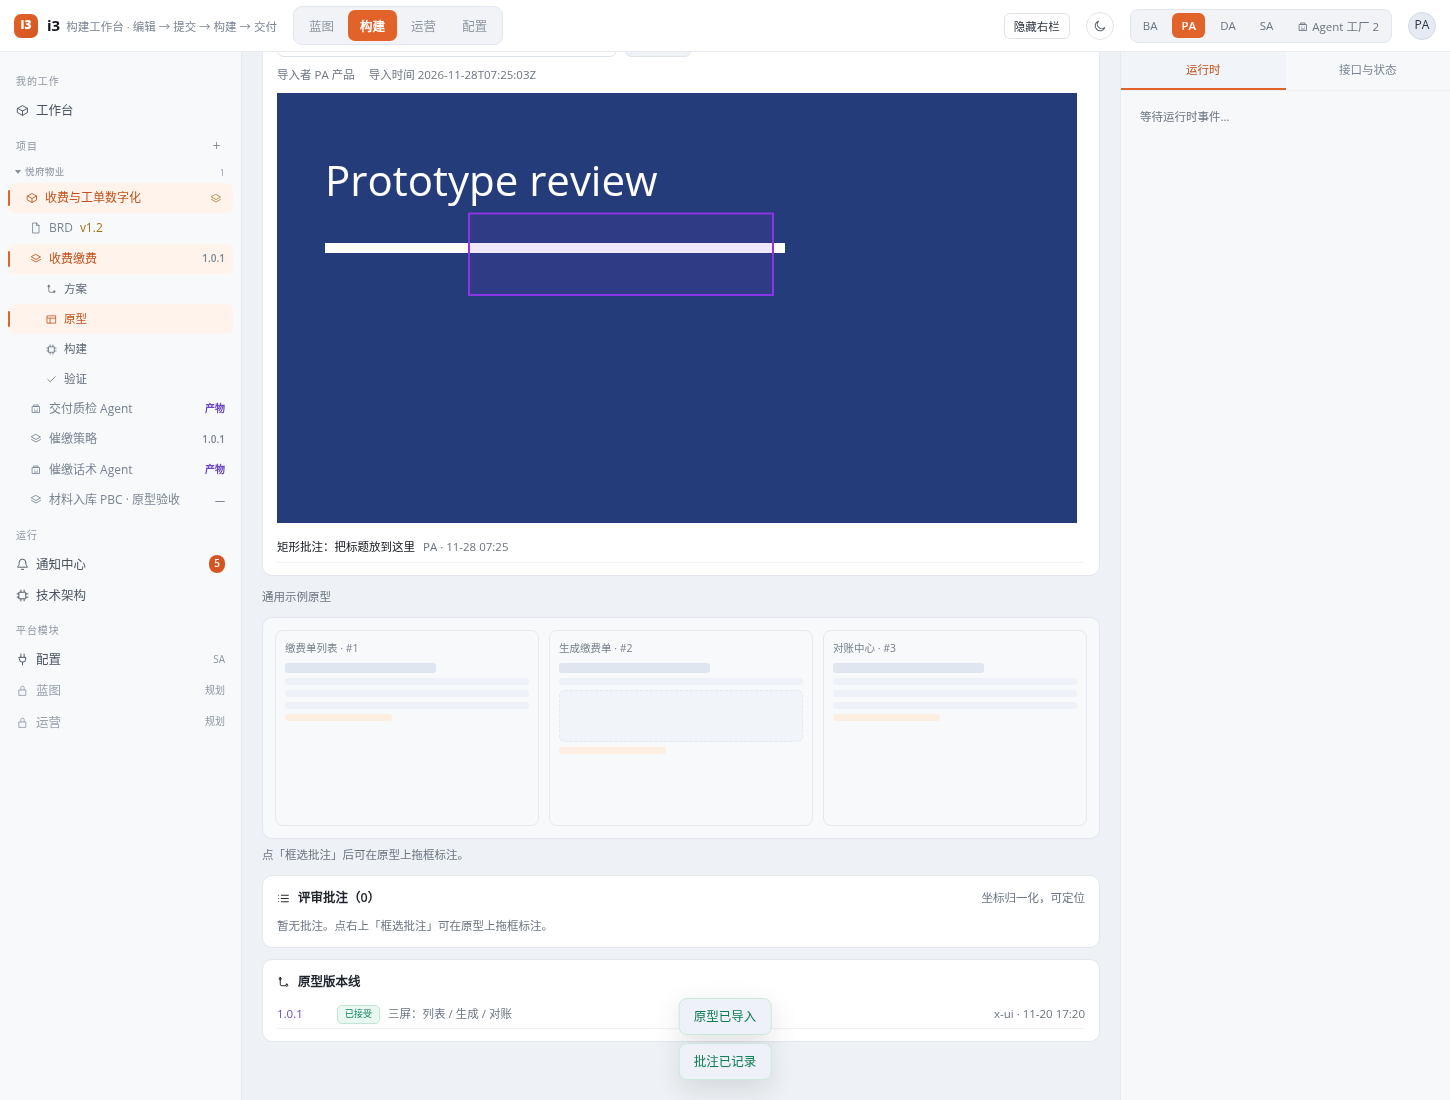 i3
i3
构建工作台 · 编辑 → 提交 → 构建 → 交付
蓝图
构建
运营
配置
隐藏右栏
BA
PA
DA
SA
Agent 工厂 2
PA
我的工作
工作台
项目
+
悦府物业
1
收费与工单数字化
BRD v1.2
收费缴费
1.0.1
方案
原型
构建
验证
交付质检 Agent
产物
催缴策略
1.0.1
催缴话术 Agent
产物
材料入库 PBC · 原型验收
—
运行
通知中心
5
技术架构
平台模块
配置
SA
蓝图
规划
运营
规划
导入者 PA 产品 导入时间 2026-11-28T07:25:03Z
Prototype review
矩形批注：把标题放到这里 PA · 11-28 07:25
通用示例原型
缴费单列表 · #1
生成缴费单 · #2
对账中心 · #3
点「框选批注」后可在原型上拖框标注。
评审批注（0）
坐标归一化，可定位
暂无批注。点右上「框选批注」可在原型上拖框标注。
原型版本线
1.0.1
已接受
三屏：列表 / 生成 / 对账
x-ui · 11-20 17:20
原型已导入
批注已记录
运行时
接口与状态
等待运行时事件…